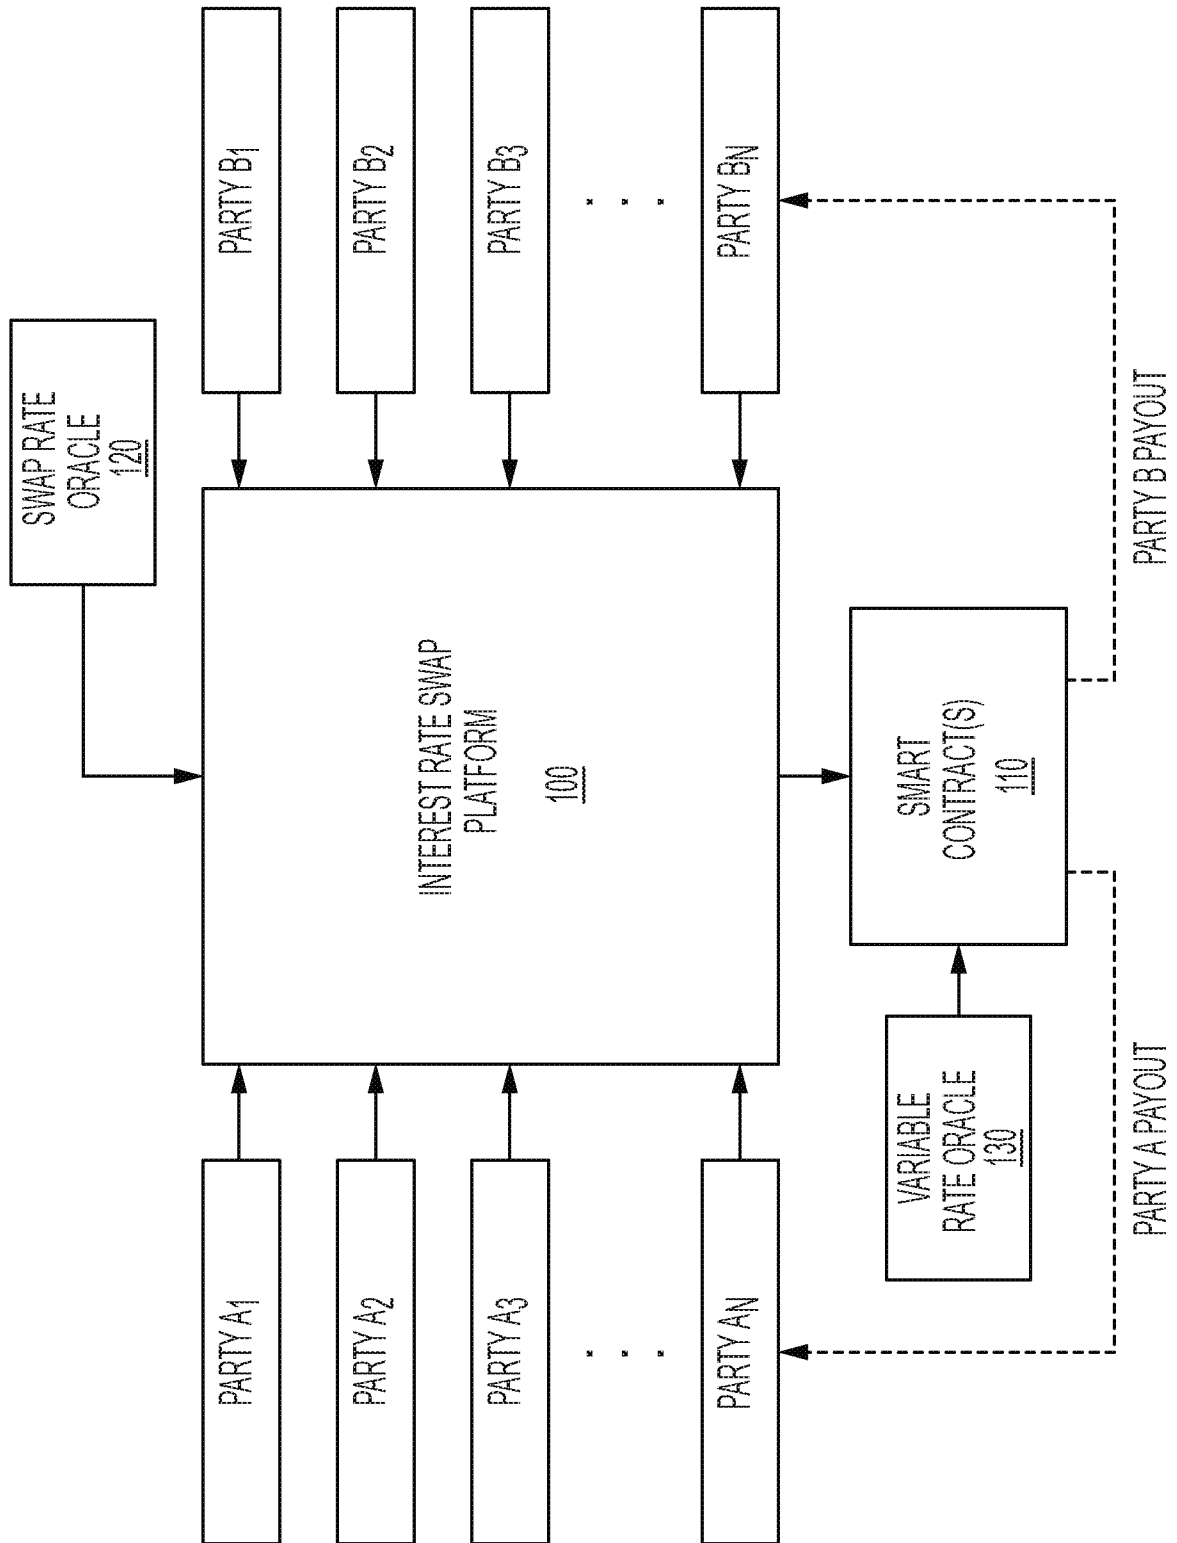 SWAP RATE
ORACLE
120
PARTY A1
PARTY A2
PARTY A3
. . .
PARTY AN
INTEREST RATE SWAP
PLATFORM
100
PARTY B1
PARTY B2
PARTY B3
. . .
PARTY BN
VARIABLE
RATE ORACLE
130
SMART
CONTRACT(S)
110
PARTY A PAYOUT
PARTY B PAYOUT